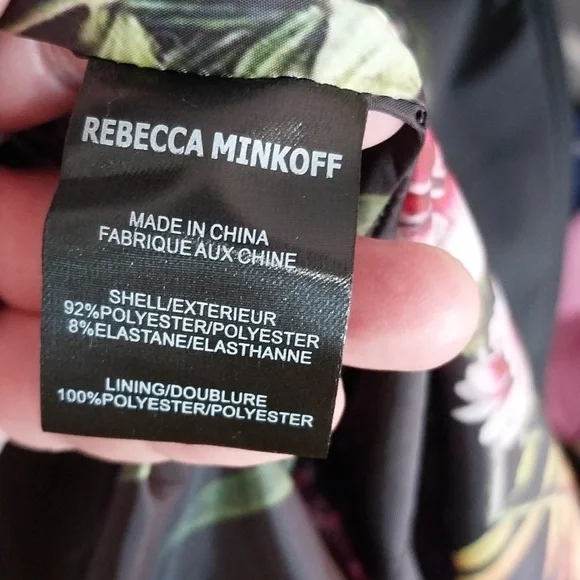 REBECCA MINKOFF
MADE IN CHINA
FABRIQUE AUX CHINE
SHELL/EXTERIEUR
92%POLYESTER/POLYESTER
8%ELASTANE/ELASTHANNE
LINING/DOUBLURE
100%POLYESTER/POLYESTER